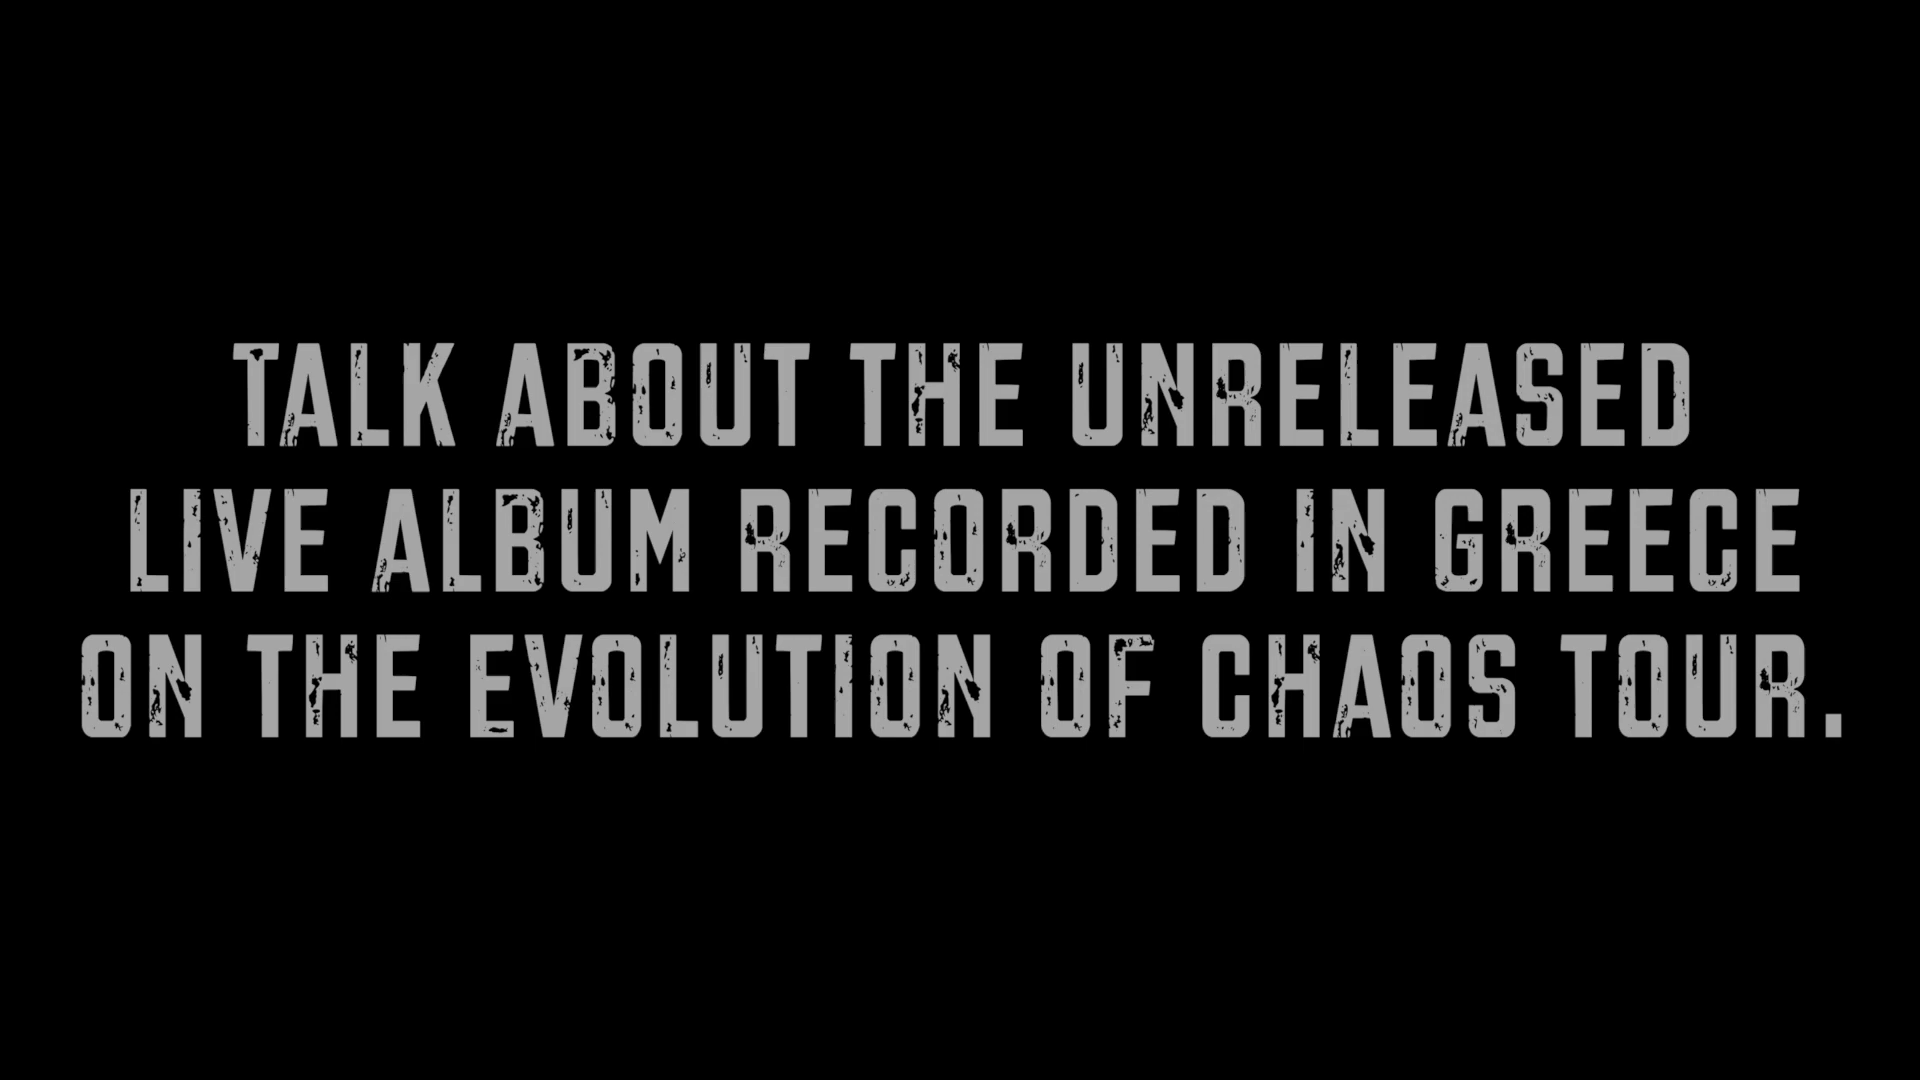 TALK ABOUT THE UNRELEASED
LIVE ALBUM RECORDED IN GREECE
ON THE EVOLUTION OF CHAOS TOUR.